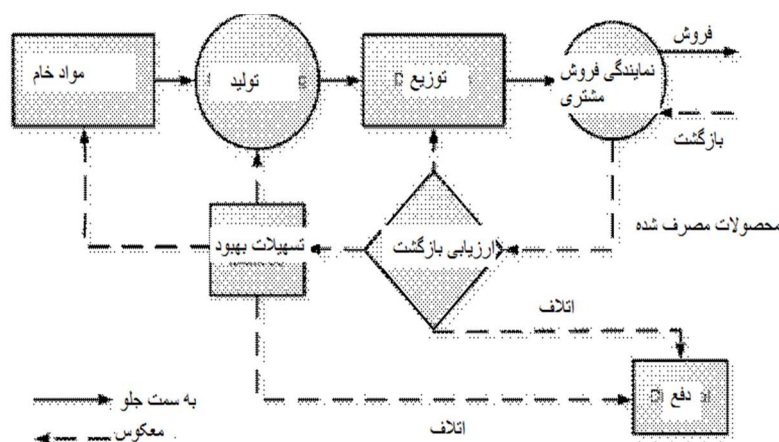 فروش
مواد خام
تولید
توزیع
نمایندگی فروش
مشتری
بازگشت
محصولات مصرف شده
تسهیلات بهبود
ارزیابی بازگشت
اتلاف
دفع
به سمت جلو
معکوس
اتلاف